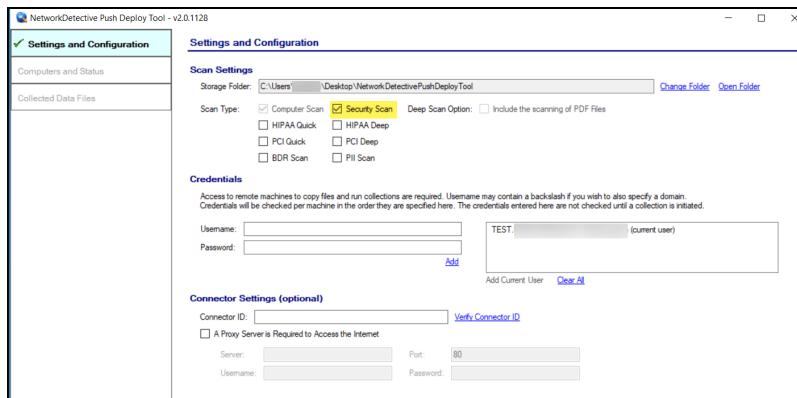 NetworkDetective Push Deploy Tool - v2.0.1128
Settings and Configuration
Computers and Status
Collected Data Files
Settings and Configuration
Scan Settings
Storage Folder: C:\Users\ \Desktop\NetworkDetectivePushDeployTool Change Folder Open Folder
Scan Type: Computer Scan Security Scan Deep Scan Option: Include the scanning of PDF Files
HIPAA Quick HIPAA Deep
PCI Quick PCI Deep
BDR Scan PII Scan
Credentials
Access to remote machines to copy files and run collections are required. Username may contain a backslash if you wish to also specify a domain.
Credentials will be checked per machine in the order they are specified here. The credentials entered here are not checked until a collection is initiated.
Username: TEST. (current user)
Password:
Add
Add Current User Clear All
Connector Settings (optional)
Connector ID: Verify Connector ID
A Proxy Server is Required to Access the Internet
Server: Port: 80
Username: Password: